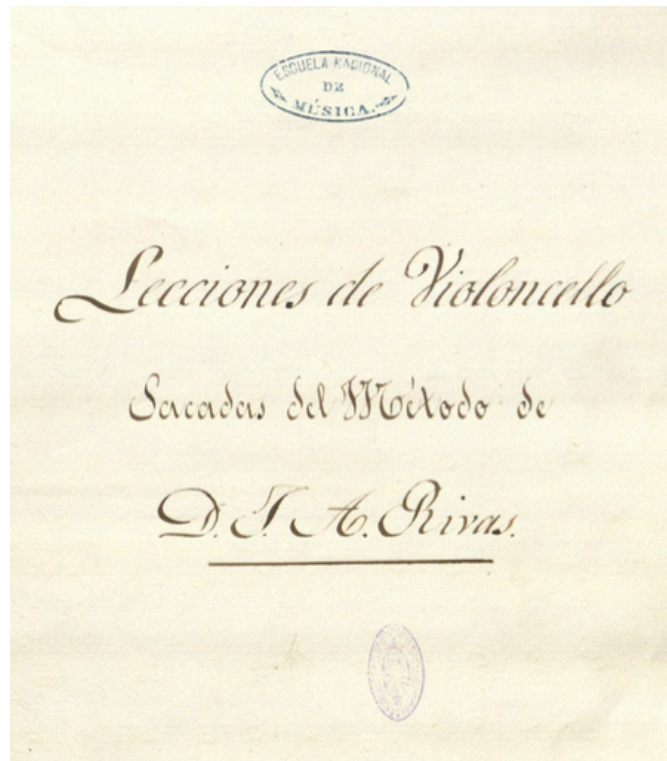 ESCUELA NACIONAL
DE
MÚSICA.
Lecciones de Violoncello
Sacadas del Método de
D. J. A. Rivas.